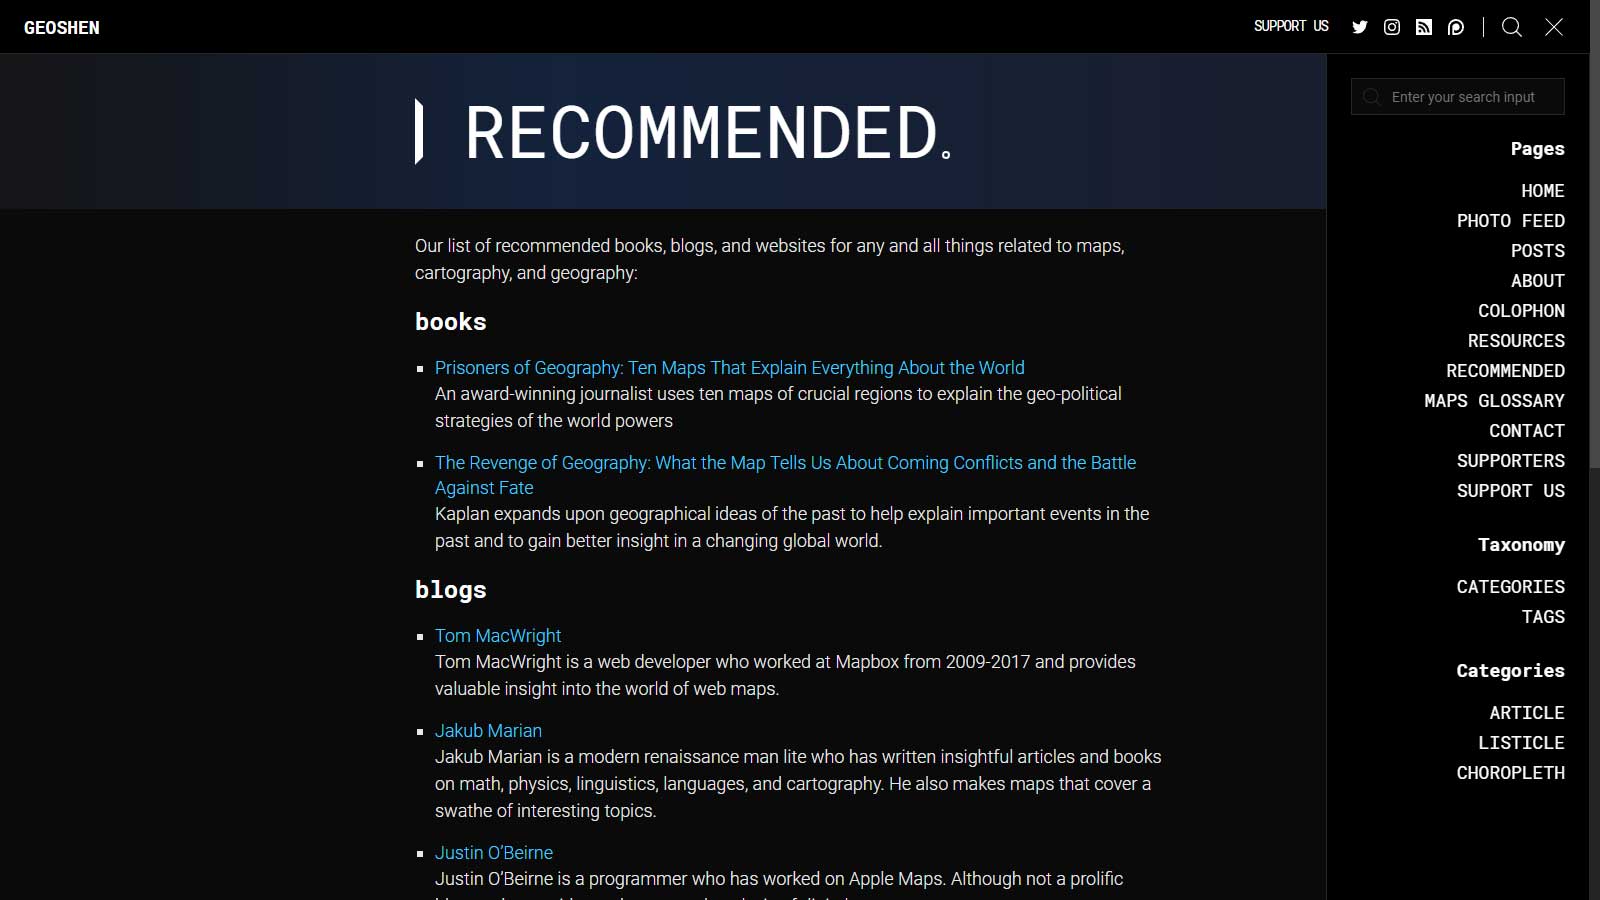 GEOSHEN
SUPPORT US
RECOMMENDED.
Our list of recommended books, blogs, and websites for any and all things related to maps,
cartography, and geography:
books
Prisoners of Geography: Ten Maps That Explain Everything About the World
An award-winning journalist uses ten maps of crucial regions to explain the geo-political
strategies of the world powers
The Revenge of Geography: What the Map Tells Us About Coming Conflicts and the Battle
Against Fate
Kaplan expands upon geographical ideas of the past to help explain important events in the
past and to gain better insight in a changing global world.
blogs
Tom MacWright
Tom MacWright is a web developer who worked at Mapbox from 2009-2017 and provides
valuable insight into the world of web maps.
Jakub Marian
Jakub Marian is a modern renaissance man lite who has written insightful articles and books
on math, physics, linguistics, languages, and cartography. He also makes maps that cover a
swathe of interesting topics.
Justin O’Beirne
Justin O’Beirne is a programmer who has worked on Apple Maps. Although not a prolific
Enter your search input
Pages
HOME
PHOTO FEED
POSTS
ABOUT
COLOPHON
RESOURCES
RECOMMENDED
MAPS GLOSSARY
CONTACT
SUPPORTERS
SUPPORT US
Taxonomy
CATEGORIES
TAGS
Categories
ARTICLE
LISTICLE
CHOROPLETH